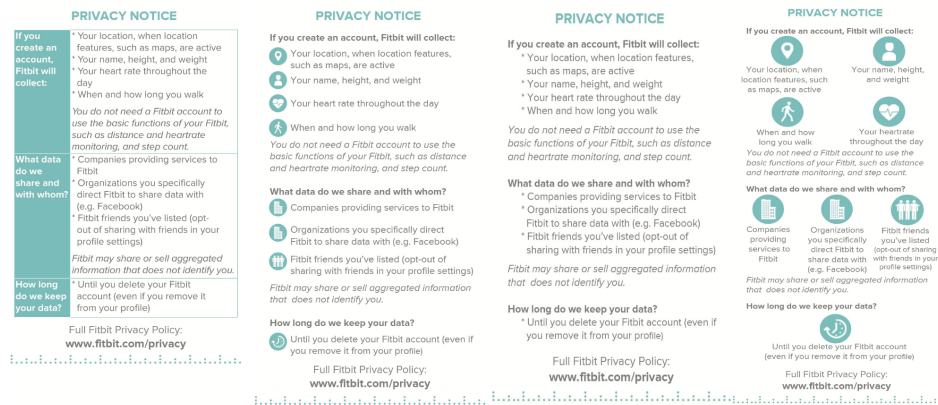 PRIVACY NOTICE
If you
create an
account,
Fitbit will
collect:
* Your location, when location
features, such as maps, are active
* Your name, height, and weight
* Your heart rate throughout the
day
* When and how long you walk
You do not need a Fitbit account to
use the basic functions of your Fitbit,
such as distance and heartrate
monitoring, and step count.
What data
do we
share and
with whom?
* Companies providing services to
Fitbit
* Organizations you specifically
direct Fitbit to share data with
(e.g. Facebook)
* Fitbit friends you've listed (opt-
out of sharing with friends in your
profile settings)
Fitbit may share or sell aggregated
information that does not identify you.
How long
do we keep
your data?
* Until you delete your Fitbit
account (even if you remove it
from your profile)
Full Fitbit Privacy Policy:
www.fitbit.com/privacy
PRIVACY NOTICE
If you create an account, Fitbit will collect:
Your location, when location features,
such as maps, are active
Your name, height, and weight
Your heart rate throughout the day
When and how long you walk
You do not need a Fitbit account to use the
basic functions of your Fitbit, such as distance
and heartrate monitoring, and step count.
What data do we share and with whom?
Companies providing services to Fitbit
Organizations you specifically direct
Fitbit to share data with (e.g. Facebook)
Fitbit friends you've listed (opt-out of
sharing with friends in your profile settings)
Fitbit may share or sell aggregated information
that does not identify you.
How long do we keep your data?
Until you delete your Fitbit account (even if
you remove it from your profile)
Full Fitbit Privacy Policy:
www.fitbit.com/privacy
PRIVACY NOTICE
If you create an account, Fitbit will collect:
* Your location, when location features,
such as maps, are active
* Your name, height, and weight
* Your heart rate throughout the day
* When and how long you walk
You do not need a Fitbit account to use the
basic functions of your Fitbit, such as distance
and heartrate monitoring, and step count.
What data do we share and with whom?
* Companies providing services to Fitbit
* Organizations you specifically direct
Fitbit to share data with (e.g. Facebook)
* Fitbit friends you've listed (opt-out of
sharing with friends in your profile settings)
Fitbit may share or sell aggregated information
that does not identify you.
How long do we keep your data?
* Until you delete your Fitbit account (even if
you remove it from your profile)
Full Fitbit Privacy Policy:
www.fitbit.com/privacy
PRIVACY NOTICE
If you create an account, Fitbit will collect:
Your location, when
location features, such
as maps, are active
Your name, height,
and weight
When and how
long you walk
Your heartrate
throughout the day
You do not need a Fitbit account to use the
basic functions of your Fitbit, such as distance
and heartrate monitoring, and step count.
What data do we share and with whom?
Companies
providing
services to
Fitbit
Organizations
you specifically
direct Fitbit to
share data with
(e.g. Facebook)
Fitbit friends
you've listed
(opt-out of sharing
with friends in your
profile settings)
Fitbit may share or sell aggregated information
that does not identify you.
How long do we keep your data?
Until you delete your Fitbit account
(even if you remove it from your profile)
Full Fitbit Privacy Policy:
www.fitbit.com/privacy